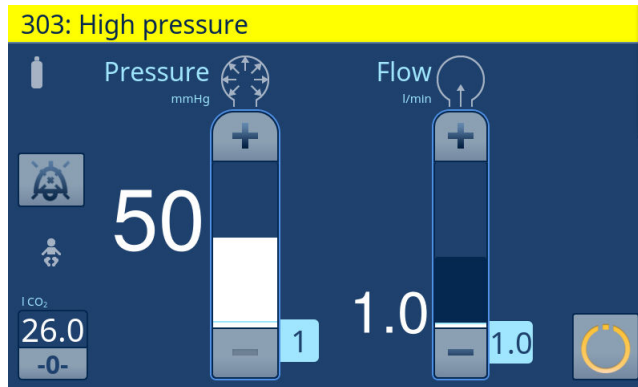 303: High pressure
Pressure
mmHg
Flow
l/min
50
1.0
1
1.0
I CO₂
26.0
-0-